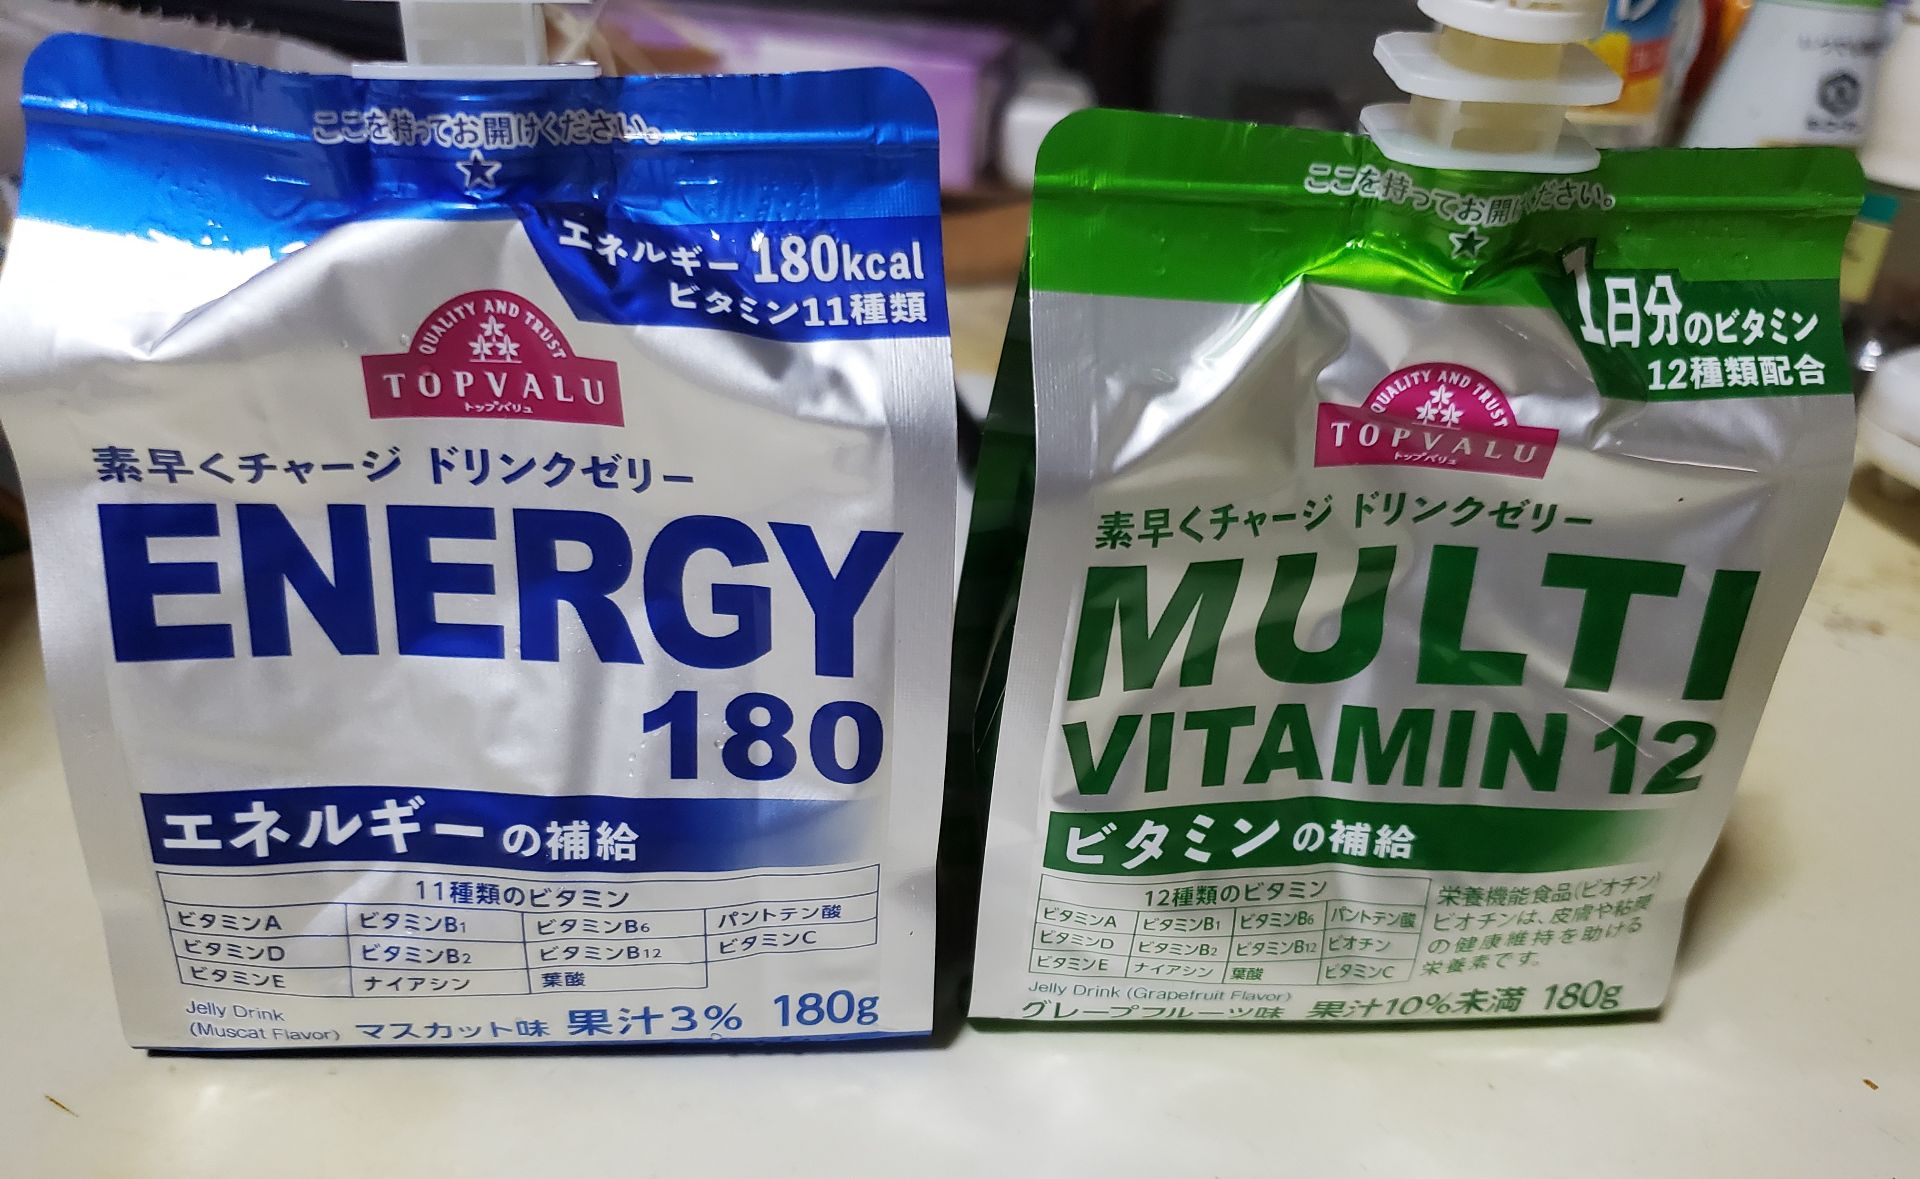 ここを持ってお開けください。
エネルギー 180kcal
ビタミン11種類
QUALITY AND TRUST
TOPVALU
トップバリュ
素早くチャージ ドリンクゼリー
ENERGY
180
エネルギーの補給
11種類のビタミン
ビタミンA ビタミンB1 ビタミンB6 パントテン酸
ビタミンD ビタミンB2 ビタミンB12 ビタミンC
ビタミンE ナイアシン 葉酸
Jelly Drink
(Muscat Flavor) マスカット味 果汁3% 180g
ここを持ってお開けください。
1日分のビタミン
12種類配合
QUALITY AND TRUST
TOPVALU
トップバリュ
素早くチャージ ドリンクゼリー
MULTI
VITAMIN 12
ビタミンの補給
12種類のビタミン
ビタミンA ビタミンB1 ビタミンB6 パントテン酸
ビタミンD ビタミンB2 ビタミンB12 ビオチン
ビタミンE ナイアシン 葉酸 ビタミンC
栄養機能食品(ビオチン)
ビオチンは、皮膚や粘膜
の健康維持を助ける
栄養素です。
Jelly Drink (Grapefruit Flavor)
グレープフルーツ味 果汁10%未満 180g